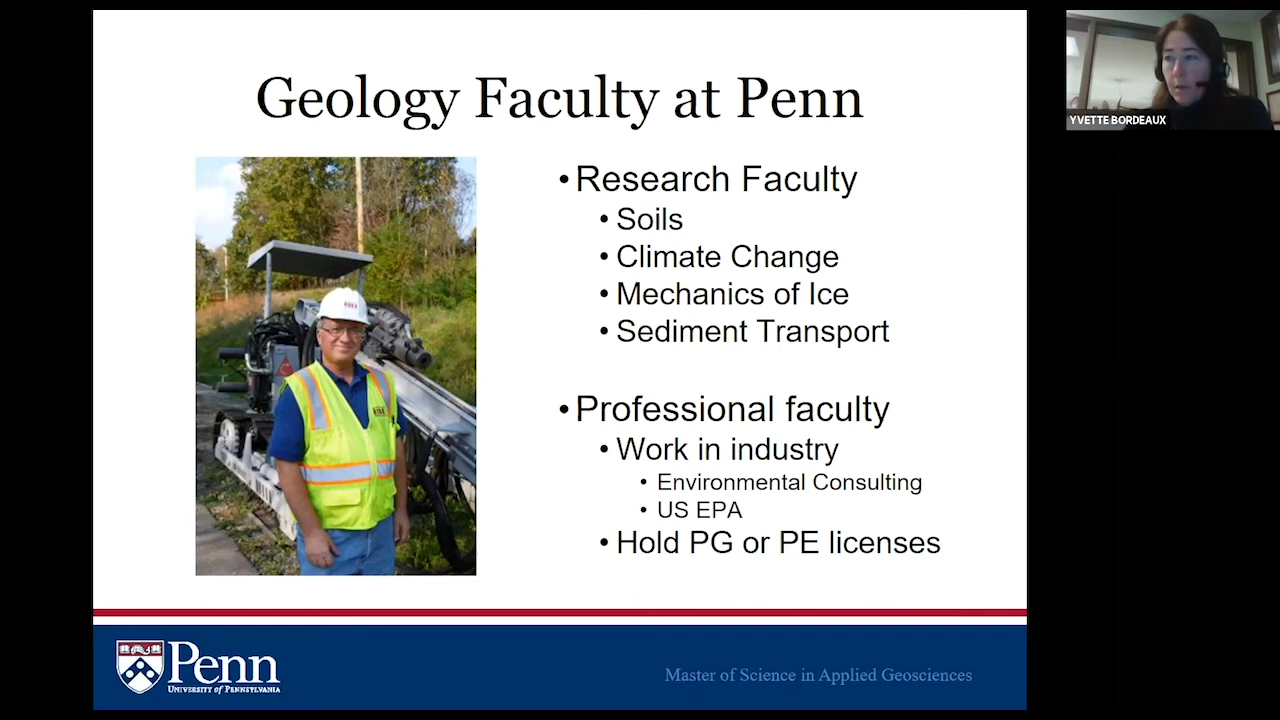 Geology Faculty at Penn
YVETTE BORDEAUX
• Research Faculty
• Soils
• Climate Change
• Mechanics of Ice
• Sediment Transport
• Professional faculty
• Work in industry
• Environmental Consulting
• US EPA
• Hold PG or PE licenses
Penn
UNIVERSITY of PENNSYLVANIA
Master of Science in Applied Geosciences